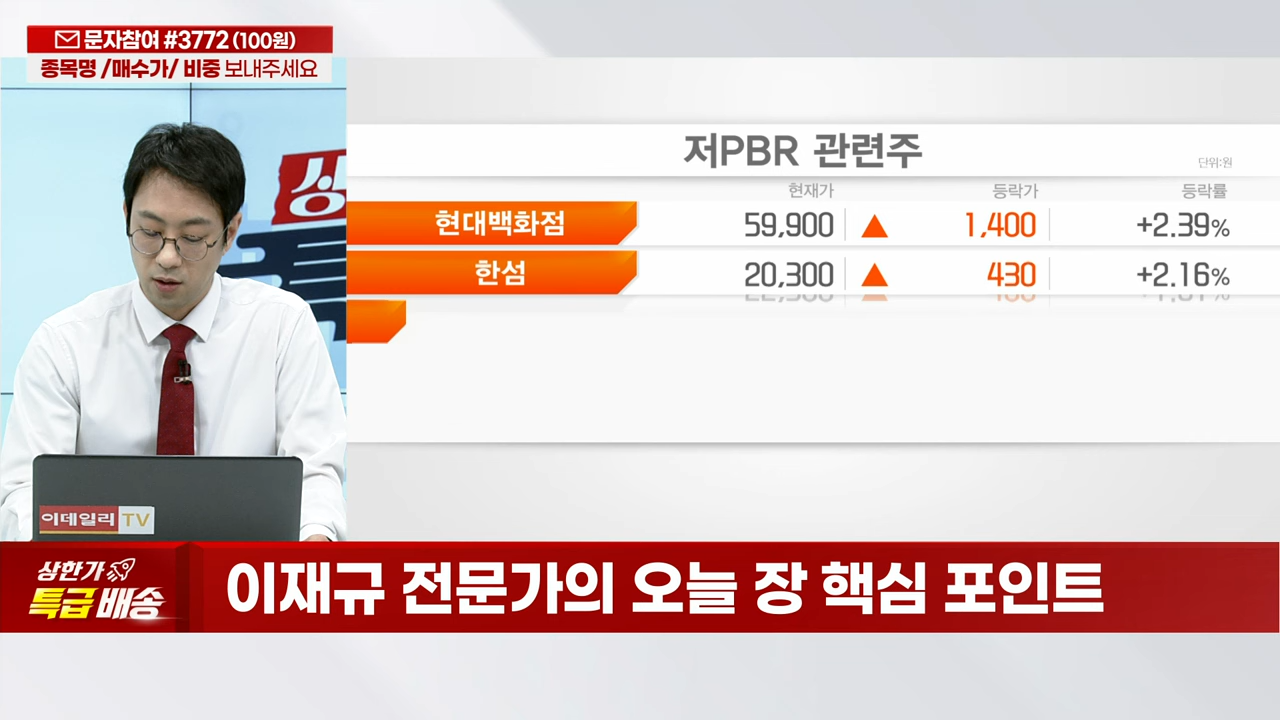 문자참여 #3772 (100원)
종목명 /매수가/ 비중 보내주세요
저PBR 관련주
단위:원
현재가 등락가 등락률
현대백화점 59,900 ▲ 1,400 +2.39%
한섬 20,300 ▲ 430 +2.16%
상
이데일리 TV
상한가
특급 배송
이재규 전문가의 오늘 장 핵심 포인트